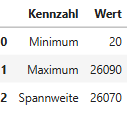 Kennzahl Wert
0 Minimum 20
1 Maximum 26090
2 Spannweite 26070